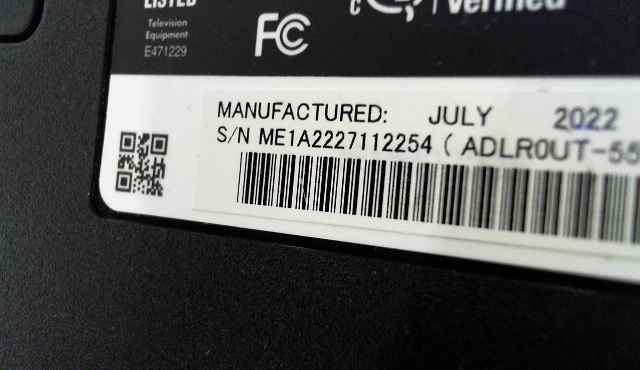 LISTED
Television
Equipment
E471229
FC
c
Verified
MANUFACTURED: JULY 2022
S/N ME1A2227112254 ( ADLR0UT-55